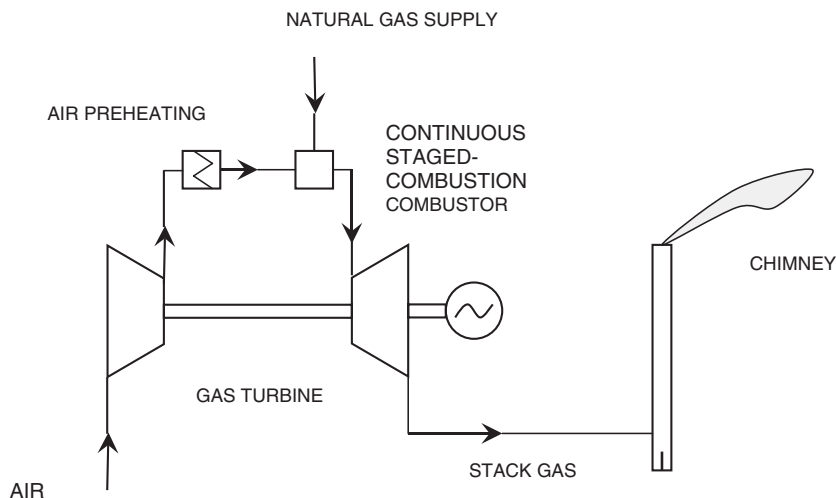 NATURAL GAS SUPPLY
AIR PREHEATING
CONTINUOUS
STAGED-
COMBUSTION
COMBUSTOR
CHIMNEY
GAS TURBINE
STACK GAS
AIR